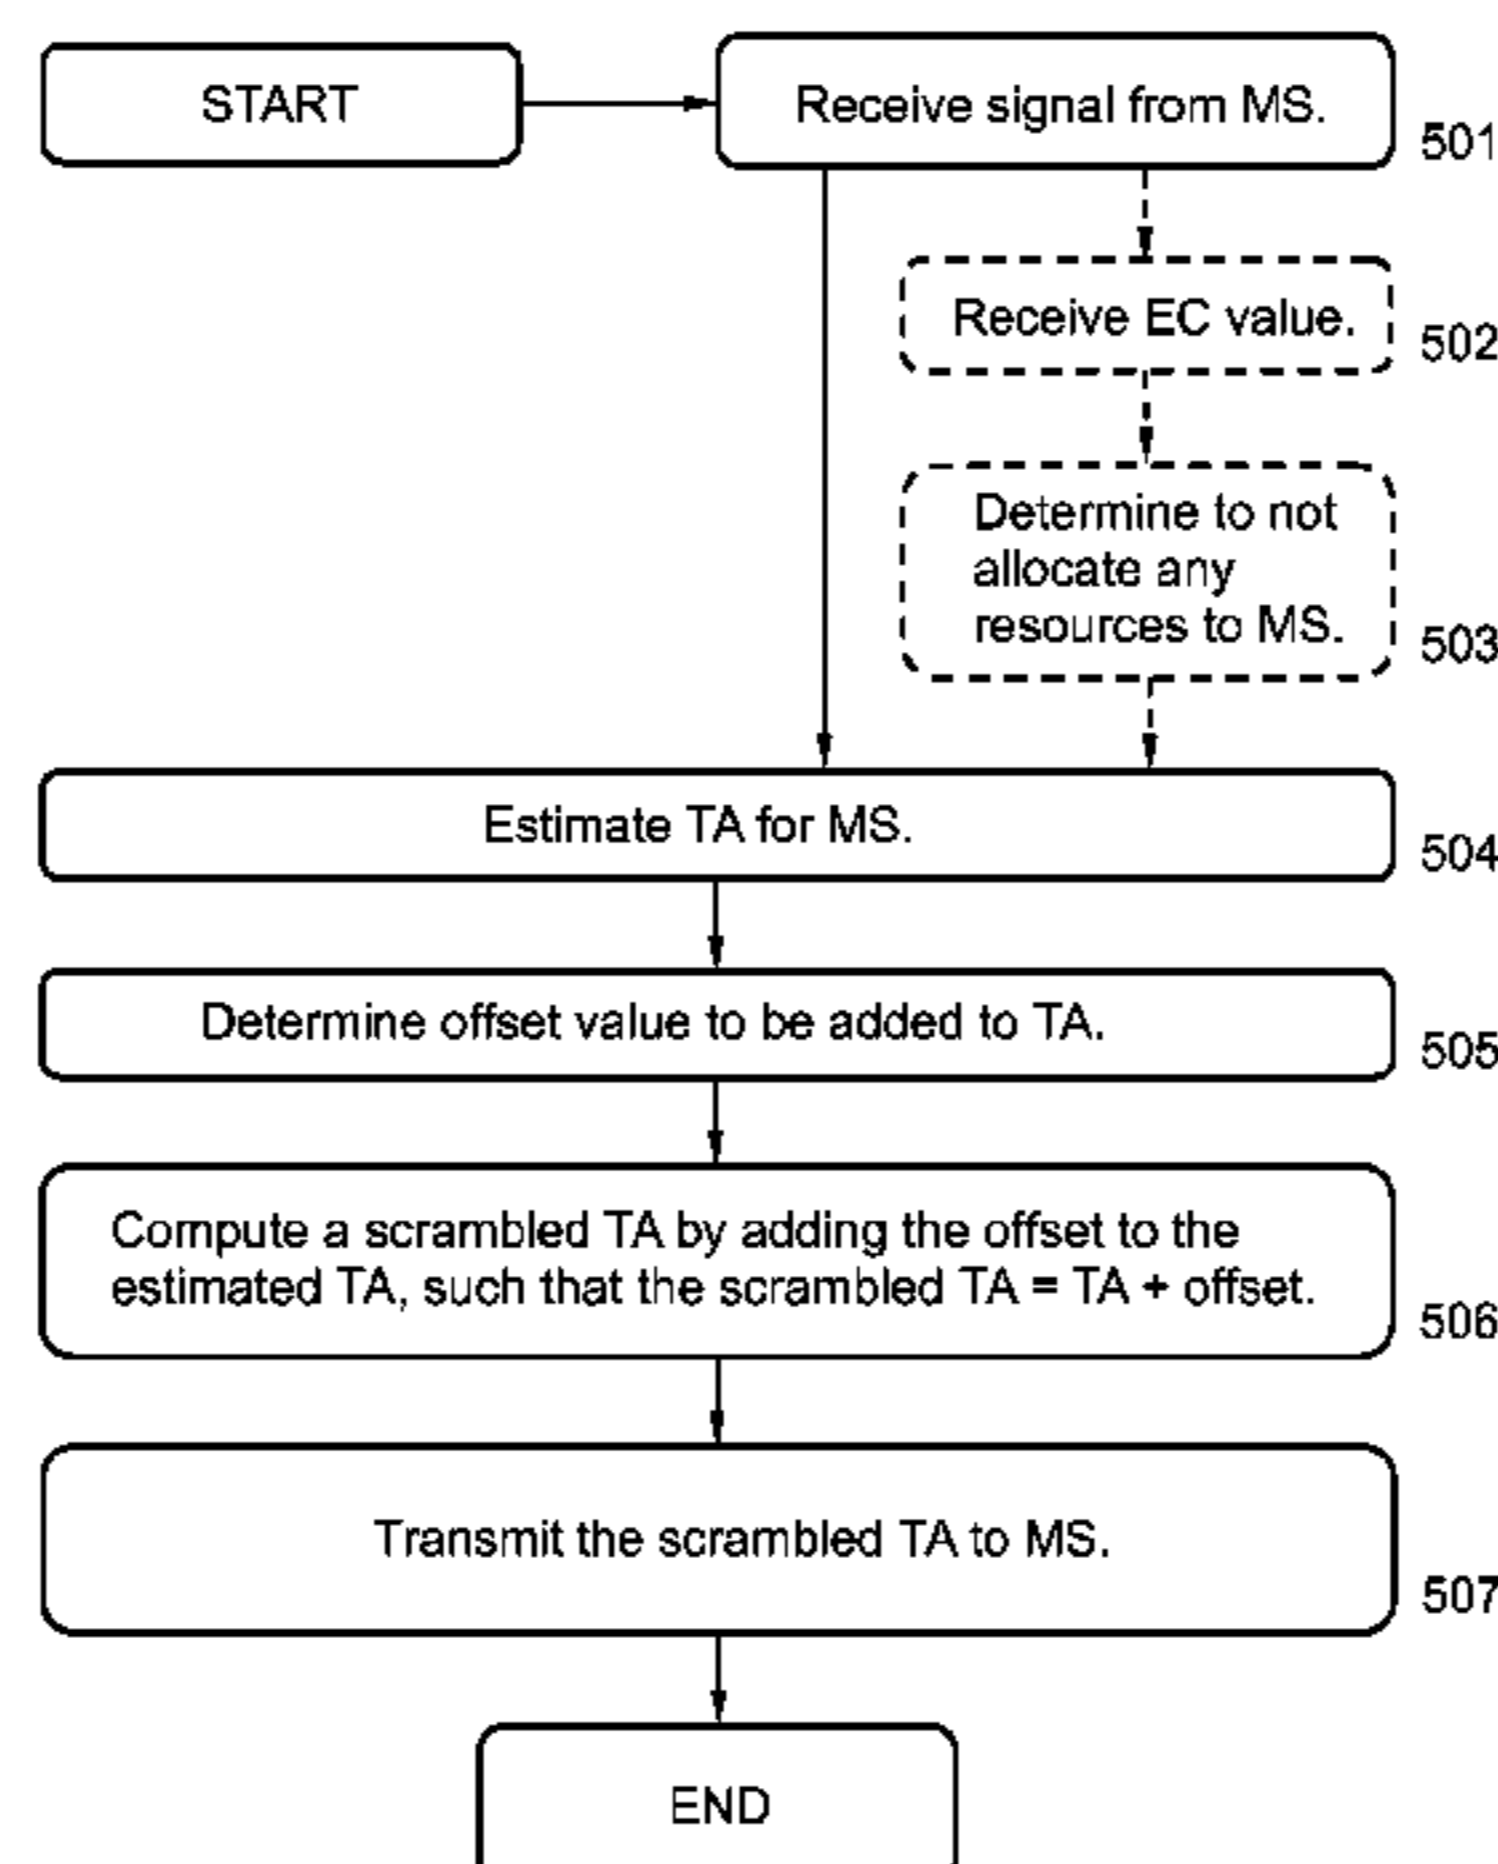 START
Receive signal from MS.
501
Receive EC value.
502
Determine to not
allocate any
resources to MS.
503
Estimate TA for MS.
504
Determine offset value to be added to TA.
505
Compute a scrambled TA by adding the offset to the
estimated TA, such that the scrambled TA = TA + offset.
506
Transmit the scrambled TA to MS.
507
END